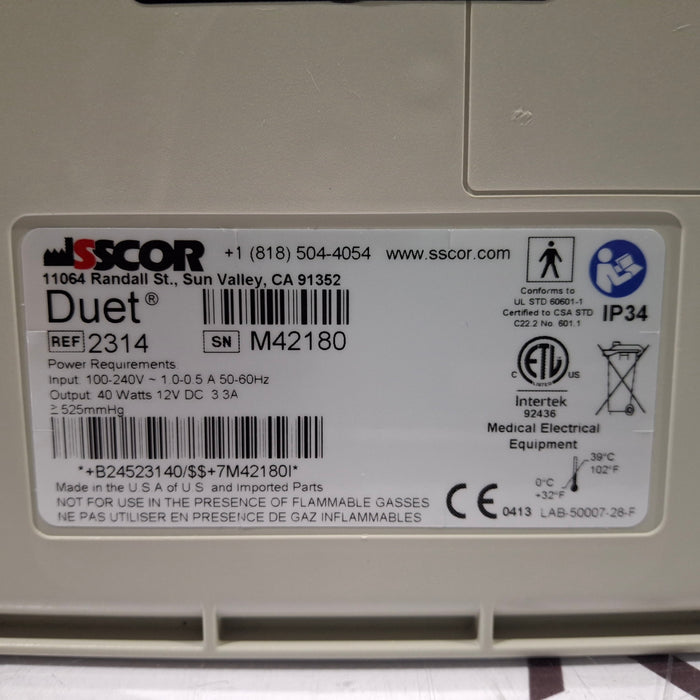 SSCOR +1 (818) 504-4054 www.sscor.com
11064 Randall St., Sun Valley, CA 91352
Duet®
REF 2314 SN M42180
Power Requirements
Input: 100-240V ~ 1.0-0.5 A 50-60Hz
Output: 40 Watts 12V DC 3.3A
≥ 525mmHg
*+B24523140/$$+7M42180I*
Made in the U.S.A of U.S. and Imported Parts
NOT FOR USE IN THE PRESENCE OF FLAMMABLE GASSES
NE PAS UTILISER EN PRESENCE DE GAZ INFLAMMABLES
Conforms to
UL STD 60601-1
Certified to CSA STD
C22.2 No. 601.1
IP34
C ETL US
LISTED
Intertek
92436
Medical Electrical
Equipment
39°C
102°F
0°C
+32°F
CE 0413 LAB-50007-28-F